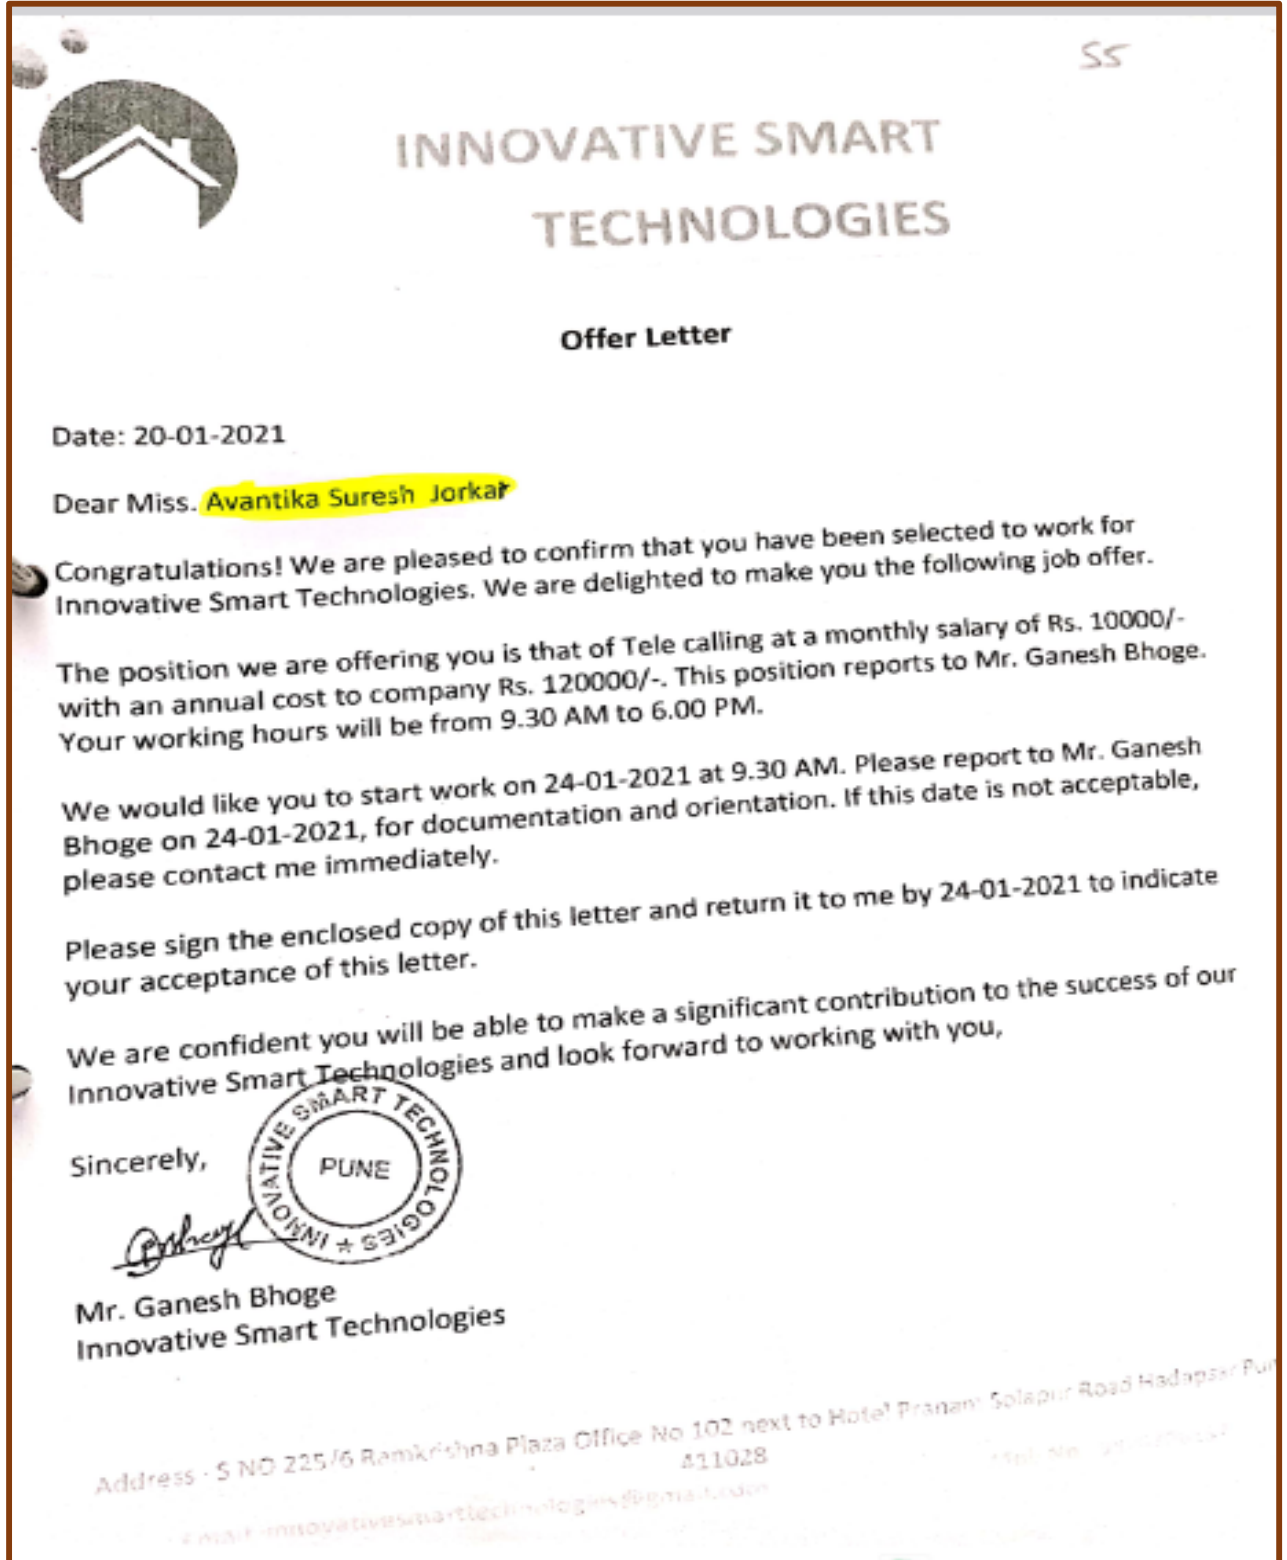 55
INNOVATIVE SMART
TECHNOLOGIES
Offer Letter
Date: 20-01-2021
Dear Miss. Avantika Suresh Jorkar
Congratulations! We are pleased to confirm that you have been selected to work for
Innovative Smart Technologies. We are delighted to make you the following job offer.
The position we are offering you is that of Tele calling at a monthly salary of Rs. 10000/-
with an annual cost to company Rs. 120000/-. This position reports to Mr. Ganesh Bhoge.
Your working hours will be from 9.30 AM to 6.00 PM.
We would like you to start work on 24-01-2021 at 9.30 AM. Please report to Mr. Ganesh
Bhoge on 24-01-2021, for documentation and orientation. If this date is not acceptable,
please contact me immediately.
Please sign the enclosed copy of this letter and return it to me by 24-01-2021 to indicate
your acceptance of this letter.
We are confident you will be able to make a significant contribution to the success of our
Innovative Smart Technologies and look forward to working with you,
Sincerely,
INNOVATIVE SMART TECHNOLOGIES ★
PUNE
Mr. Ganesh Bhoge
Innovative Smart Technologies
Address - S NO 225/6 Ramkrishna Plaza Office No 102 next to Hotel Pranam Solapur Road Hadapsar Pun
411028
Email-innovativesmarttechnologies@gmail.com